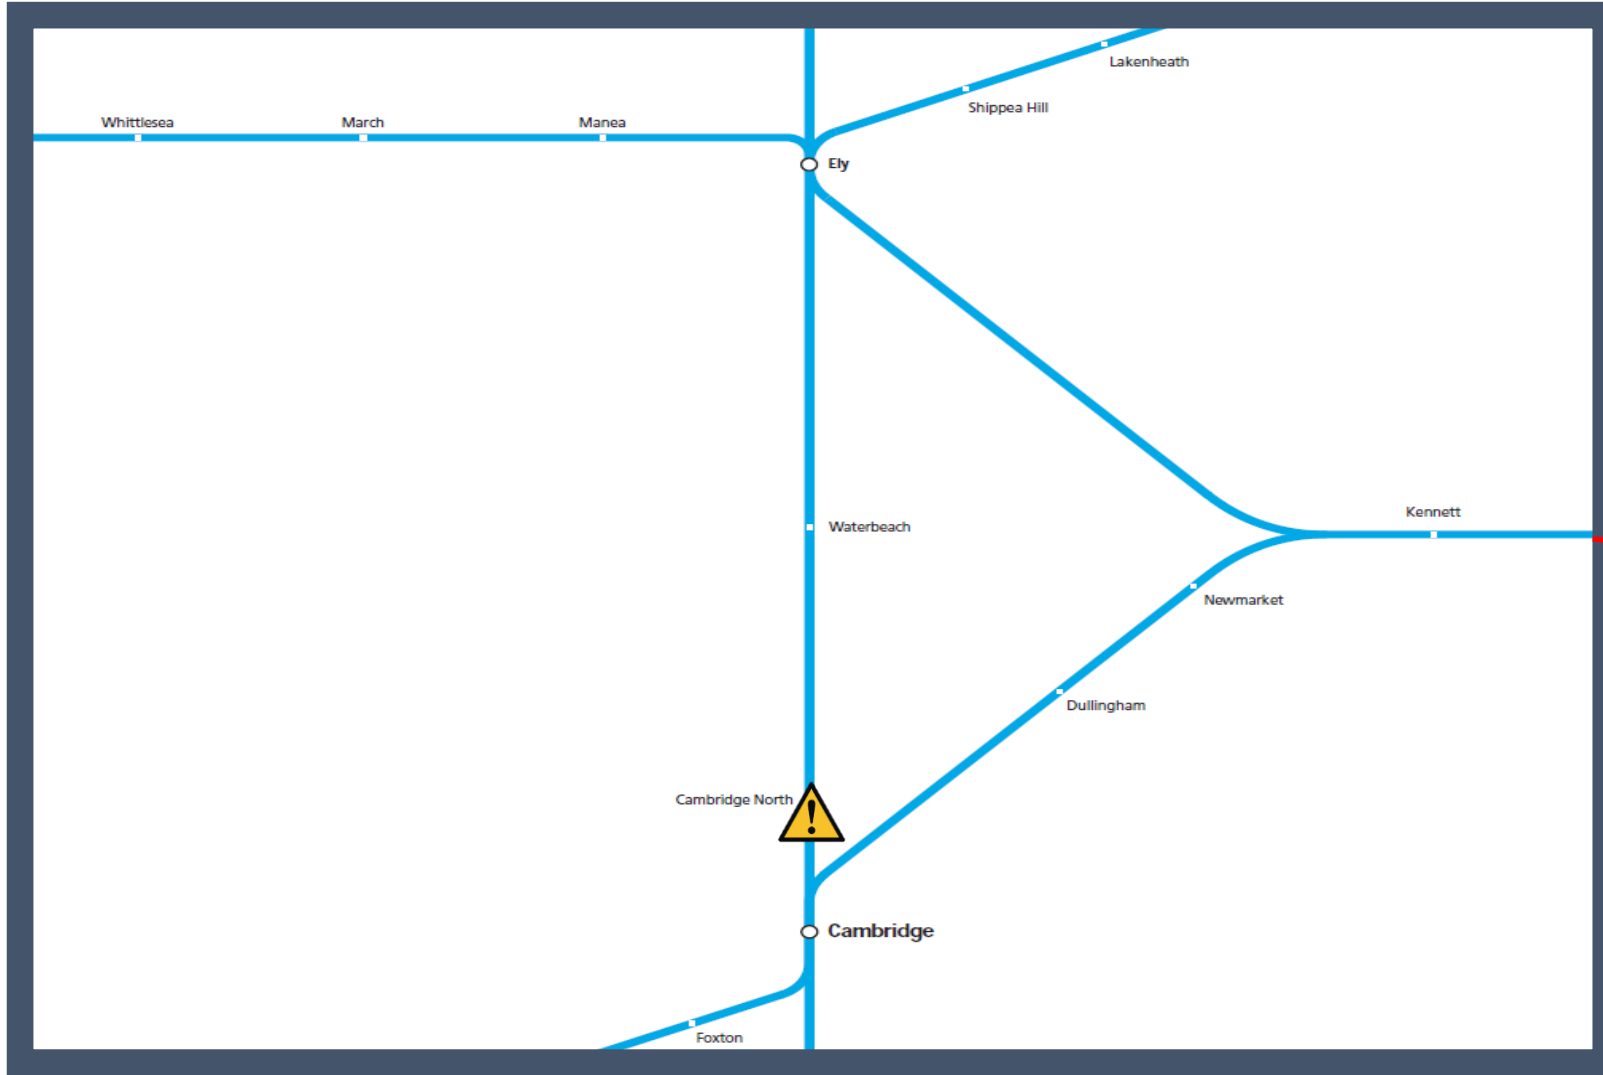 Lakenheath
Shippea Hill
Whittlesea
March
Manea
Ely
Kennett
Waterbeach
Newmarket
Dullingham
Cambridge North
!
Cambridge
Foxton